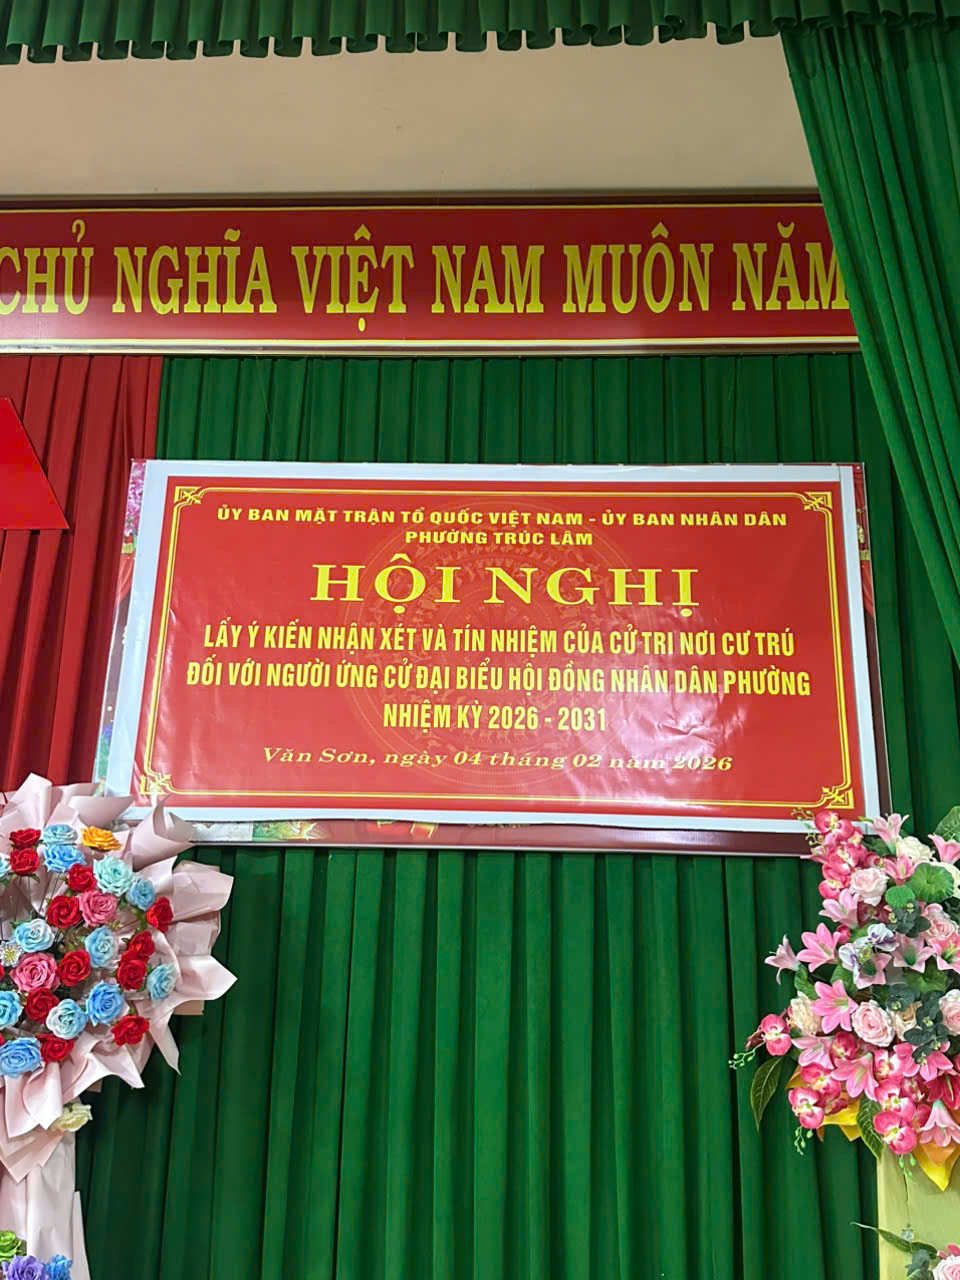 CHỦ NGHĨA VIỆT NAM MUÔN NĂM
ỦY BAN MẶT TRẬN TỔ QUỐC VIỆT NAM - ỦY BAN NHÂN DÂN
PHƯỜNG TRÚC LÂM
HỘI NGHỊ
LẤY Ý KIẾN NHẬN XÉT VÀ TÍN NHIỆM CỦA CỬ TRI NƠI CƯ TRÚ
ĐỐI VỚI NGƯỜI ỨNG CỬ ĐẠI BIỂU HỘI ĐỒNG NHÂN DÂN PHƯỜNG
NHIỆM KỲ 2026 - 2031
Văn Sơn, ngày 04 tháng 02 năm 2026